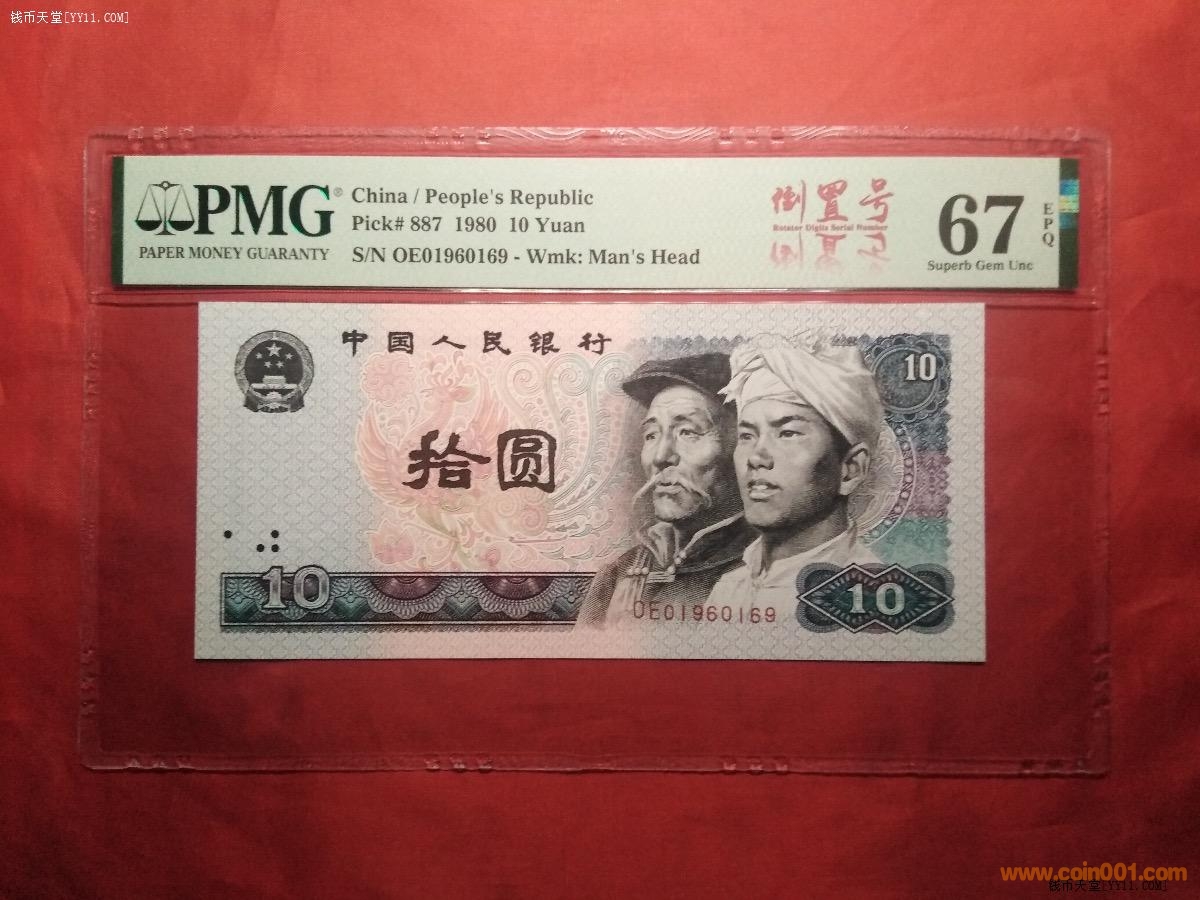 钱币天堂[YY11.COM]
PMG®
PAPER MONEY GUARANTY
China / People's Republic
Pick# 887 1980 10 Yuan
S/N OE01960169 - Wmk: Man's Head
倒置号
Rotator Digits Serial Number
67
EPQ
Superb Gem Unc
中国人民银行
10
拾圆
10
OE01960169
10
www.coin001.com
钱币天堂[YY11.COM]